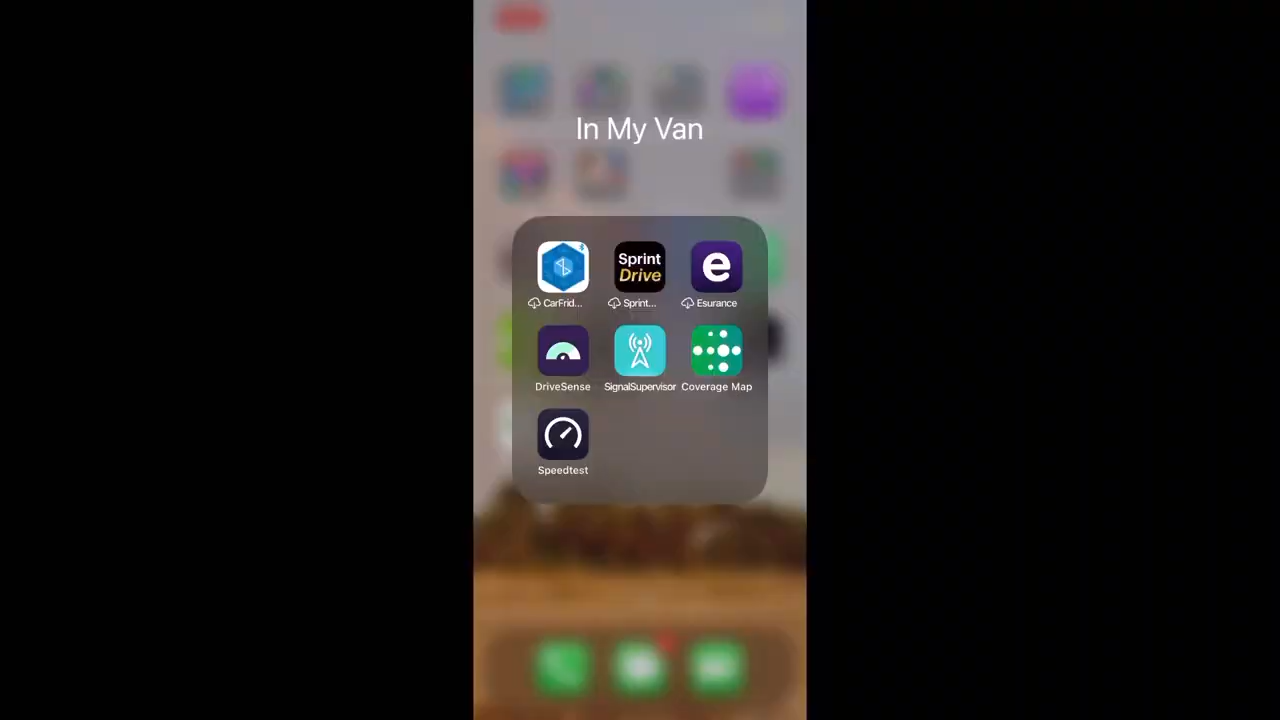 In My Van
Sprint
Drive
e
CarFrid...
Sprint...
Esurance
DriveSense
SignalSupervisor
Coverage Map
Speedtest